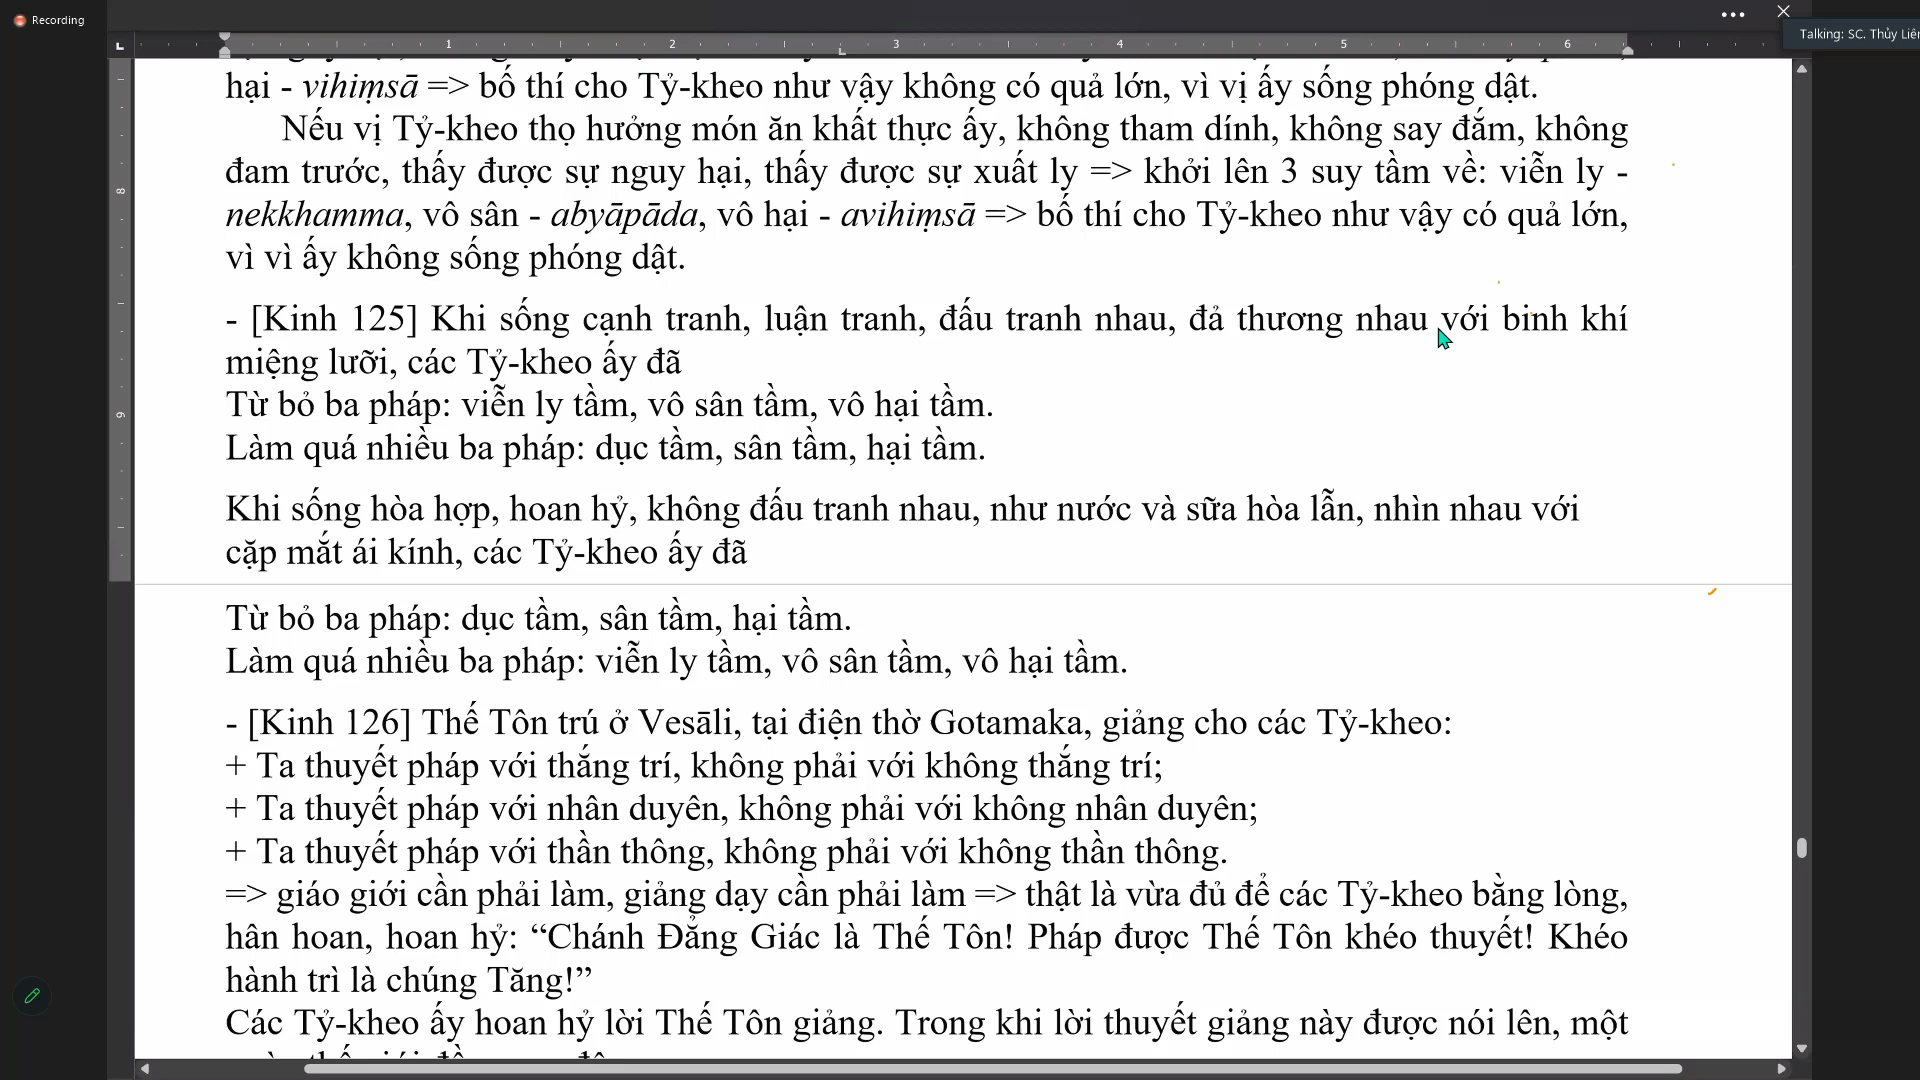 Recording
Talking: SC. Thủy Liê
1 2 3 4 5 6
hại - vihiṃsā => bố thí cho Tỷ-kheo như vậy không có quả lớn, vì vị ấy sống phóng dật.
Nếu vị Tỷ-kheo thọ hưởng món ăn khất thực ấy, không tham dính, không say đắm, không
đam trước, thấy được sự nguy hại, thấy được sự xuất ly => khởi lên 3 suy tầm về: viễn ly -
nekkhamma, vô sân - abyāpāda, vô hại - avihiṃsā => bố thí cho Tỷ-kheo như vậy có quả lớn,
vì vì ấy không sống phóng dật.
- [Kinh 125] Khi sống cạnh tranh, luận tranh, đấu tranh nhau, đả thương nhau với binh khí
miệng lưỡi, các Tỷ-kheo ấy đã
Từ bỏ ba pháp: viễn ly tầm, vô sân tầm, vô hại tầm.
Làm quá nhiều ba pháp: dục tầm, sân tầm, hại tầm.
Khi sống hòa hợp, hoan hỷ, không đấu tranh nhau, như nước và sữa hòa lẫn, nhìn nhau với
cặp mắt ái kính, các Tỷ-kheo ấy đã
Từ bỏ ba pháp: dục tầm, sân tầm, hại tầm.
Làm quá nhiều ba pháp: viễn ly tầm, vô sân tầm, vô hại tầm.
- [Kinh 126] Thế Tôn trú ở Vesāli, tại điện thờ Gotamaka, giảng cho các Tỷ-kheo:
+ Ta thuyết pháp với thắng trí, không phải với không thắng trí;
+ Ta thuyết pháp với nhân duyên, không phải với không nhân duyên;
+ Ta thuyết pháp với thần thông, không phải với không thần thông.
=> giáo giới cần phải làm, giảng dạy cần phải làm => thật là vừa đủ để các Tỷ-kheo bằng lòng,
hân hoan, hoan hỷ: “Chánh Đẳng Giác là Thế Tôn! Pháp được Thế Tôn khéo thuyết! Khéo
hành trì là chúng Tăng!”
Các Tỷ-kheo ấy hoan hỷ lời Thế Tôn giảng. Trong khi lời thuyết giảng này được nói lên, một
8
9